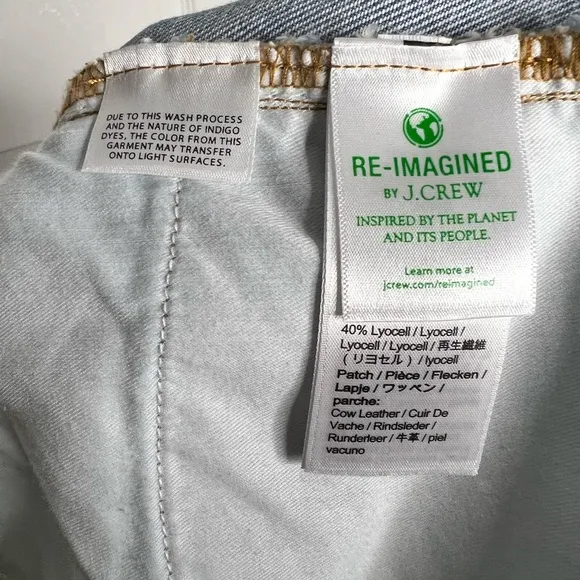 DUE TO THIS WASH PROCESS
AND THE NATURE OF INDIGO
DYES, THE COLOR FROM THIS
GARMENT MAY TRANSFER
ONTO LIGHT SURFACES.
RE-IMAGINED
BY J.CREW
INSPIRED BY THE PLANET
AND ITS PEOPLE.
Learn more at
jcrew.com/reimagined
40% Lyocell / Lyocell /
Lyocell / Lyocell / 再生繊維
(リヨセル) / lyocell
Patch / Pièce / Flecken /
Lapje / ワッペン /
parche:
Cow Leather / Cuir De
Vache / Rindsleder /
Runderleer / 牛革 / piel
vacuno